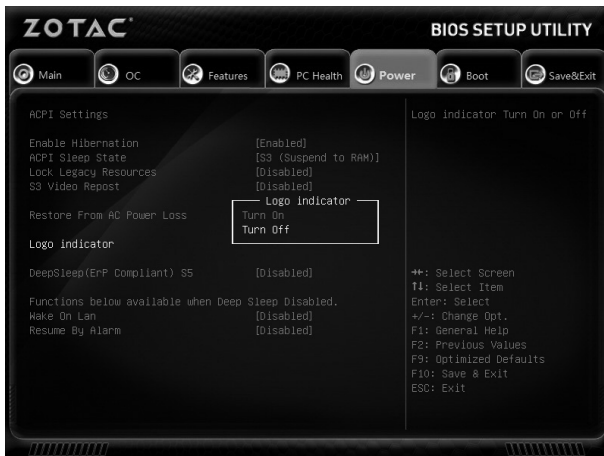 ZOTAC
BIOS SETUP UTILITY
Main
OC
Features
PC Health
Power
Boot
Save&Exit
ACPI Settings
Enable Hibernation [Enabled]
ACPI Sleep State [S3 (Suspend to RAM)]
Lock Legacy Resources [Disabled]
S3 Video Repost [Disabled]
Restore From AC Power Loss
Logo indicator
Logo indicator
Turn On
Turn Off
DeepSleep(ErP Compliant) S5 [Disabled]
Functions below available when Deep Sleep Disabled.
Wake On Lan [Disabled]
Resume By Alarm [Disabled]
Logo indicator Turn On or Off
→←: Select Screen
↑↓: Select Item
Enter: Select
+/-: Change Opt.
F1: General Help
F2: Previous Values
F9: Optimized Defaults
F10: Save & Exit
ESC: Exit